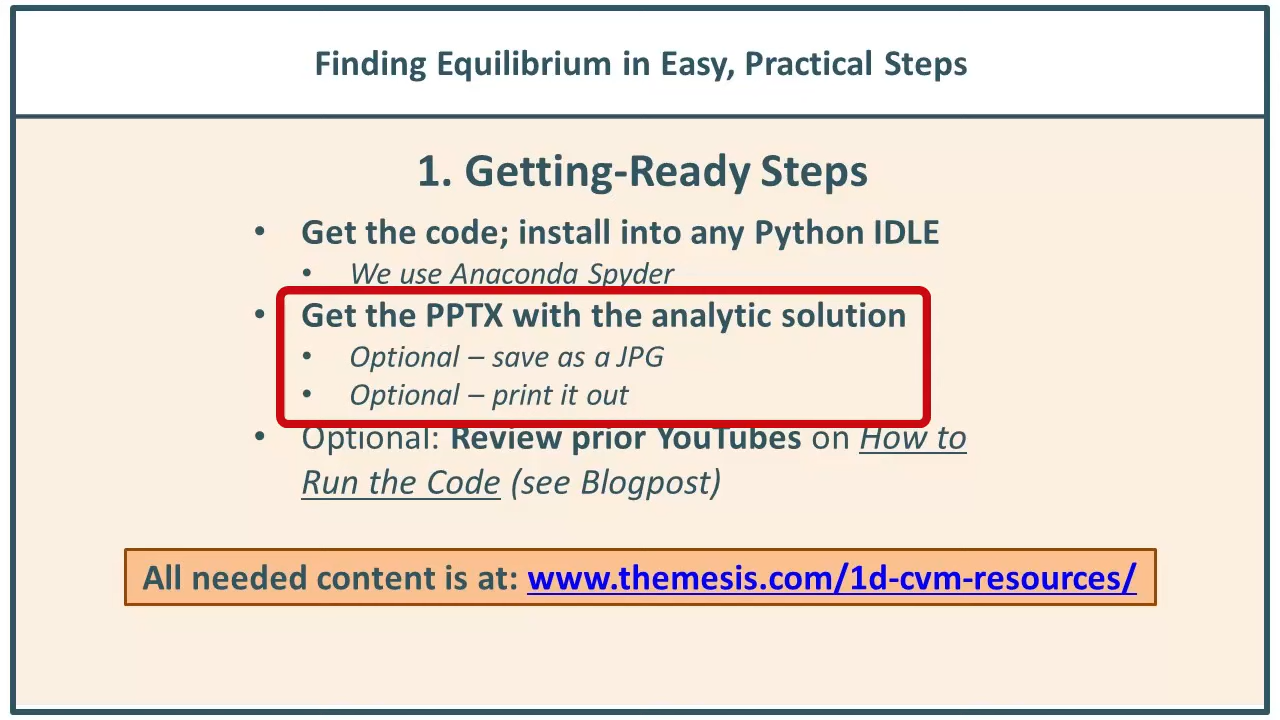 Finding Equilibrium in Easy, Practical Steps
1. Getting-Ready Steps
• Get the code; install into any Python IDLE
• We use Anaconda Spyder
• Get the PPTX with the analytic solution
• Optional – save as a JPG
• Optional – print it out
• Optional: Review prior YouTubes on How to
Run the Code (see Blogpost)
All needed content is at: www.themesis.com/1d-cvm-resources/